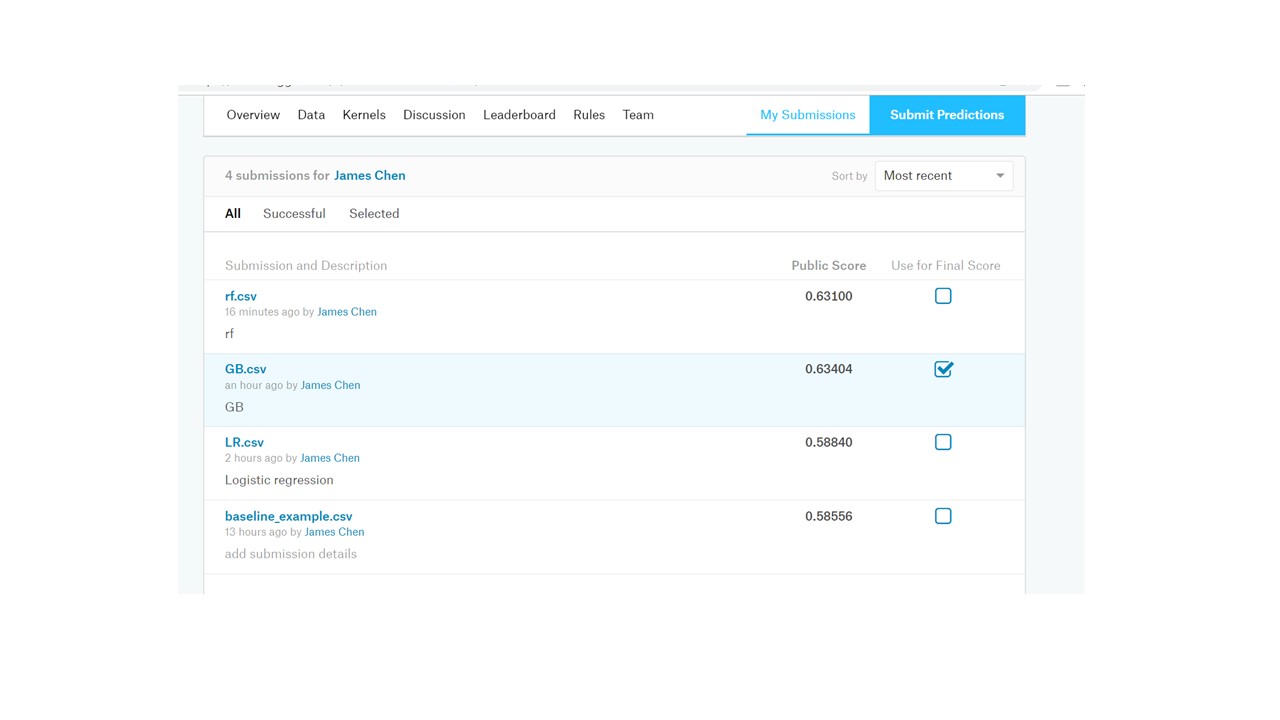 Overview Data Kernels Discussion Leaderboard Rules Team My Submissions Submit Predictions
4 submissions for James Chen Sort by Most recent
All Successful Selected
Submission and Description Public Score Use for Final Score
rf.csv 0.63100
16 minutes ago by James Chen
rf
GB.csv 0.63404
an hour ago by James Chen
GB
LR.csv 0.58840
2 hours ago by James Chen
Logistic regression
baseline_example.csv 0.58556
13 hours ago by James Chen
add submission details